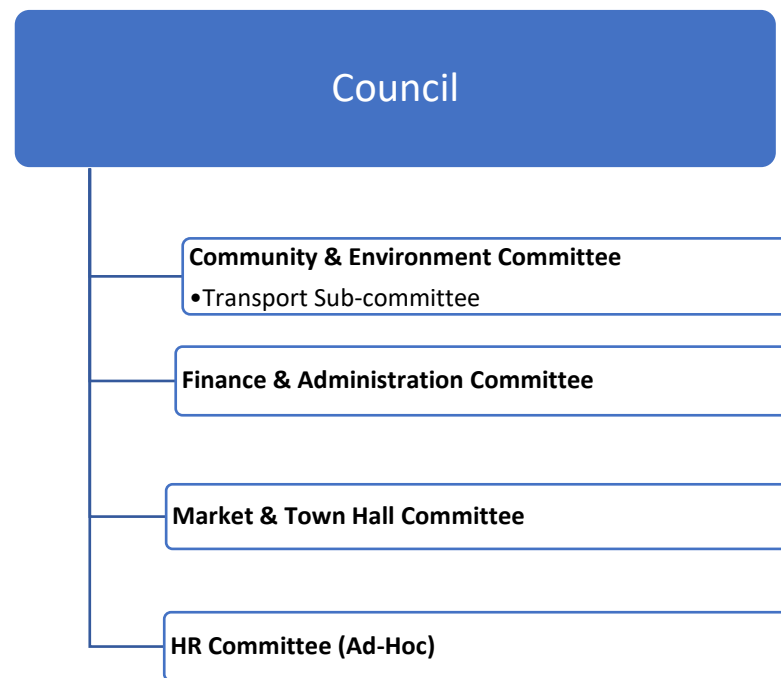 Council
Community & Environment Committee
•Transport Sub-committee
Finance & Administration Committee
Market & Town Hall Committee
HR Committee (Ad-Hoc)